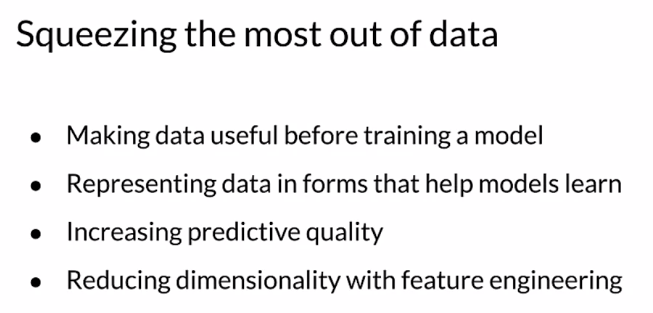 Squeezing the most out of data
● Making data useful before training a model
● Representing data in forms that help models learn
● Increasing predictive quality
● Reducing dimensionality with feature engineering